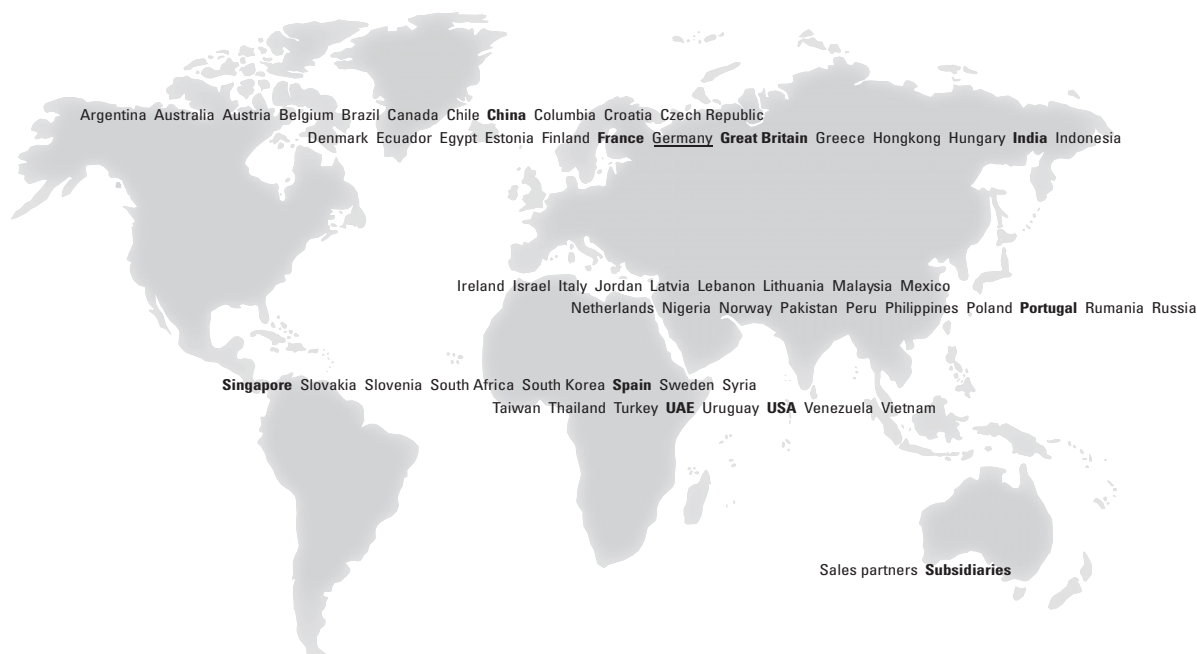 Argentina Australia Austria Belgium Brazil Canada Chile China Columbia Croatia Czech Republic
Denmark Ecuador Egypt Estonia Finland France Germany Great Britain Greece Hongkong Hungary India Indonesia
Ireland Israel Italy Jordan Latvia Lebanon Lithuania Malaysia Mexico
Netherlands Nigeria Norway Pakistan Peru Philippines Poland Portugal Rumania Russia
Singapore Slovakia Slovenia South Africa South Korea Spain Sweden Syria
Taiwan Thailand Turkey UAE Uruguay USA Venezuela Vietnam
Sales partners Subsidiaries